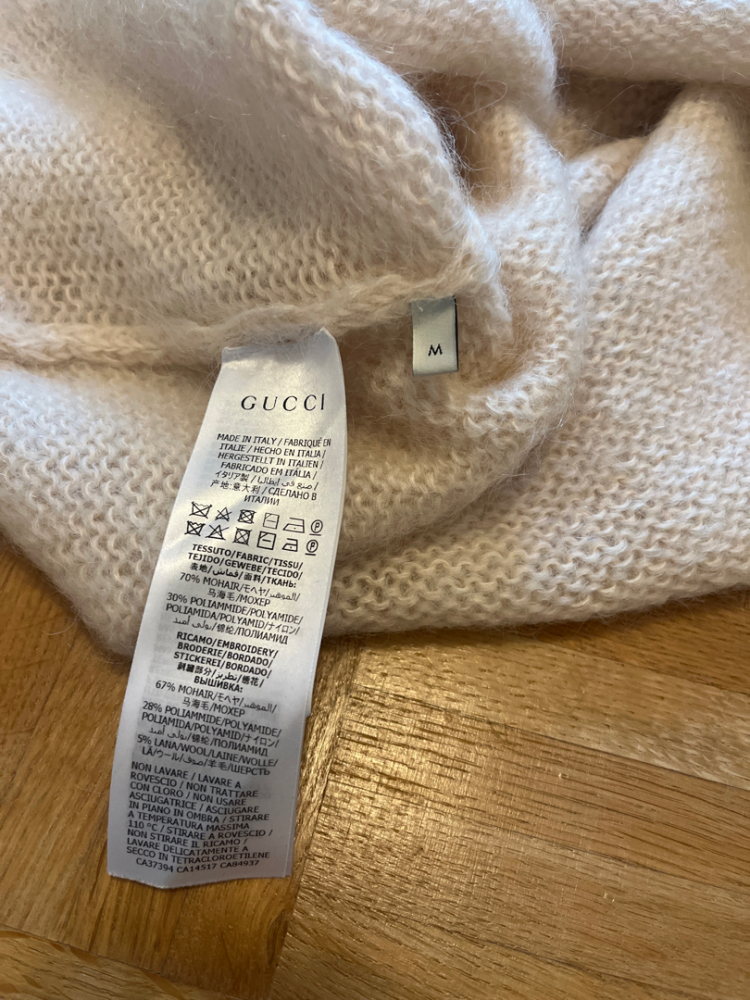 M
GUCCI
MADE IN ITALY / FABRIQUÉ EN
ITALIE / HECHO EN ITALIA /
HERGESTELLT IN ITALIEN /
FABRICADO EM ITÁLIA /
イタリア製 / صنع في ايطاليا /
产地:意大利 / СДЕЛАНО В
ИТАЛИИ
TESSUTO/FABRIC/TISSU/
TEJIDO/GEWEBE/TECIDO/
表地/قماش/面料/ТКАНЬ:
70% MOHAIR/モヘヤ/الموهير/
马海毛/МОХЕР
30% POLIAMMIDE/POLYAMIDE/
POLIAMIDA/POLYAMID/ナイロン/
بولي أميد/锦纶/ПОЛИАМИД
RICAMO/EMBROIDERY/
BRODERIE/BORDADO/
STICKEREI/BORDADO/
刺繍部分/تطريز/绣花/
ВЫШИВКА:
67% MOHAIR/モヘヤ/الموهير/
马海毛/МОХЕР
28% POLIAMMIDE/POLYAMIDE/
POLIAMIDA/POLYAMID/ナイロン/
بولي أميد/锦纶/ПОЛИАМИД
5% LANA/WOOL/LAINE/WOLLE/
LÃ/ウール/صوف/羊毛/ШЕРСТЬ
NON LAVARE / LAVARE A
ROVESCIO / NON TRATTARE
CON CLORO / NON USARE
ASCIUGATRICE / ASCIUGARE
IN PIANO IN OMBRA / STIRARE
A TEMPERATURA MASSIMA
110 °C / STIRARE A ROVESCIO /
NON STIRARE IL RICAMO /
LAVARE DELICATAMENTE A
SECCO IN TETRACLOROETILENE
CA37394 CA14517 CA84937